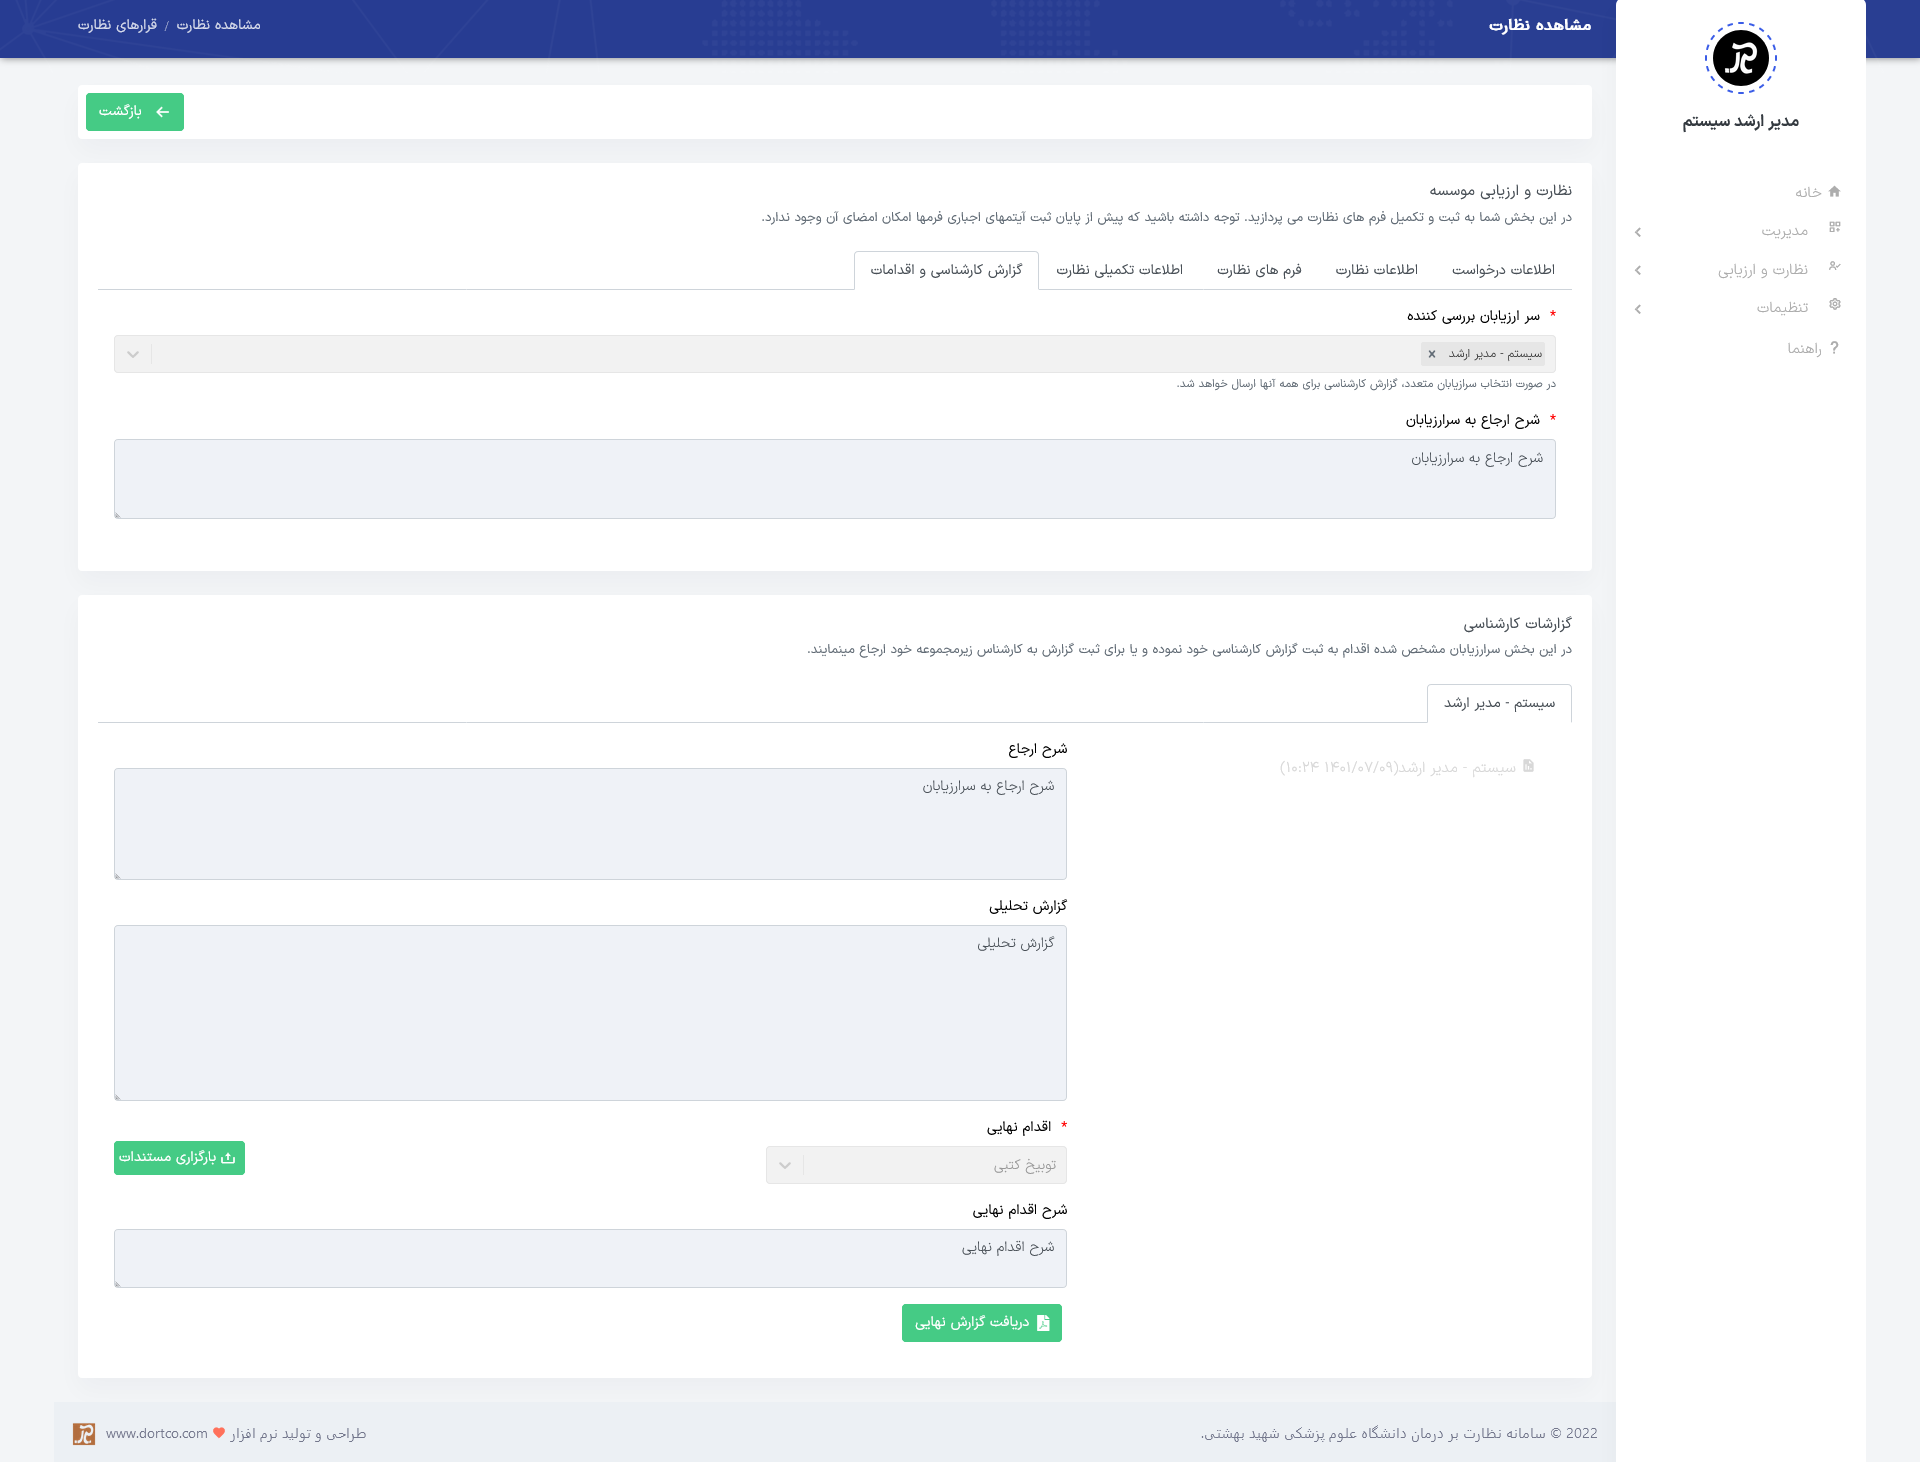 مشاهده نظارت
مشاهده نظارت / قرارهای نظارت
مدیر ارشد سیستم
خانه
مدیریت
نظارت و ارزیابی
تنظیمات
راهنما
بازگشت
نظارت و ارزیابی موسسه
در این بخش شما به ثبت و تکمیل فرم های نظارت می پردازید. توجه داشته باشید که پیش از پایان ثبت آیتمهای اجباری فرمها امکان امضای آن وجود ندارد.
اطلاعات درخواست
اطلاعات نظارت
فرم های نظارت
اطلاعات تکمیلی نظارت
گزارش کارشناسی و اقدامات
* سر ارزیابان بررسی کننده
سیستم - مدیر ارشد ×
در صورت انتخاب سرازیابان متعدد، گزارش کارشناسی برای همه آنها ارسال خواهد شد.
* شرح ارجاع به سرارزیابان
شرح ارجاع به سرارزیابان
گزارشات کارشناسی
در این بخش سرارزیابان مشخص شده اقدام به ثبت گزارش کارشناسی خود نموده و یا برای ثبت گزارش به کارشناس زیرمجموعه خود ارجاع مینمایند.
سیستم - مدیر ارشد
سیستم - مدیر ارشد(۱۴۰۱/۰۷/۰۹ ۱۰:۲۴)
شرح ارجاع
شرح ارجاع به سرارزیابان
گزارش تحلیلی
گزارش تحلیلی
* اقدام نهایی
توبیخ کتبی
بارگزاری مستندات
شرح اقدام نهایی
شرح اقدام نهایی
دریافت گزارش نهایی
2022 © سامانه نظارت بر درمان دانشگاه علوم پزشکی شهید بهشتی.
طراحی و تولید نرم افزار ♥ www.dortco.com